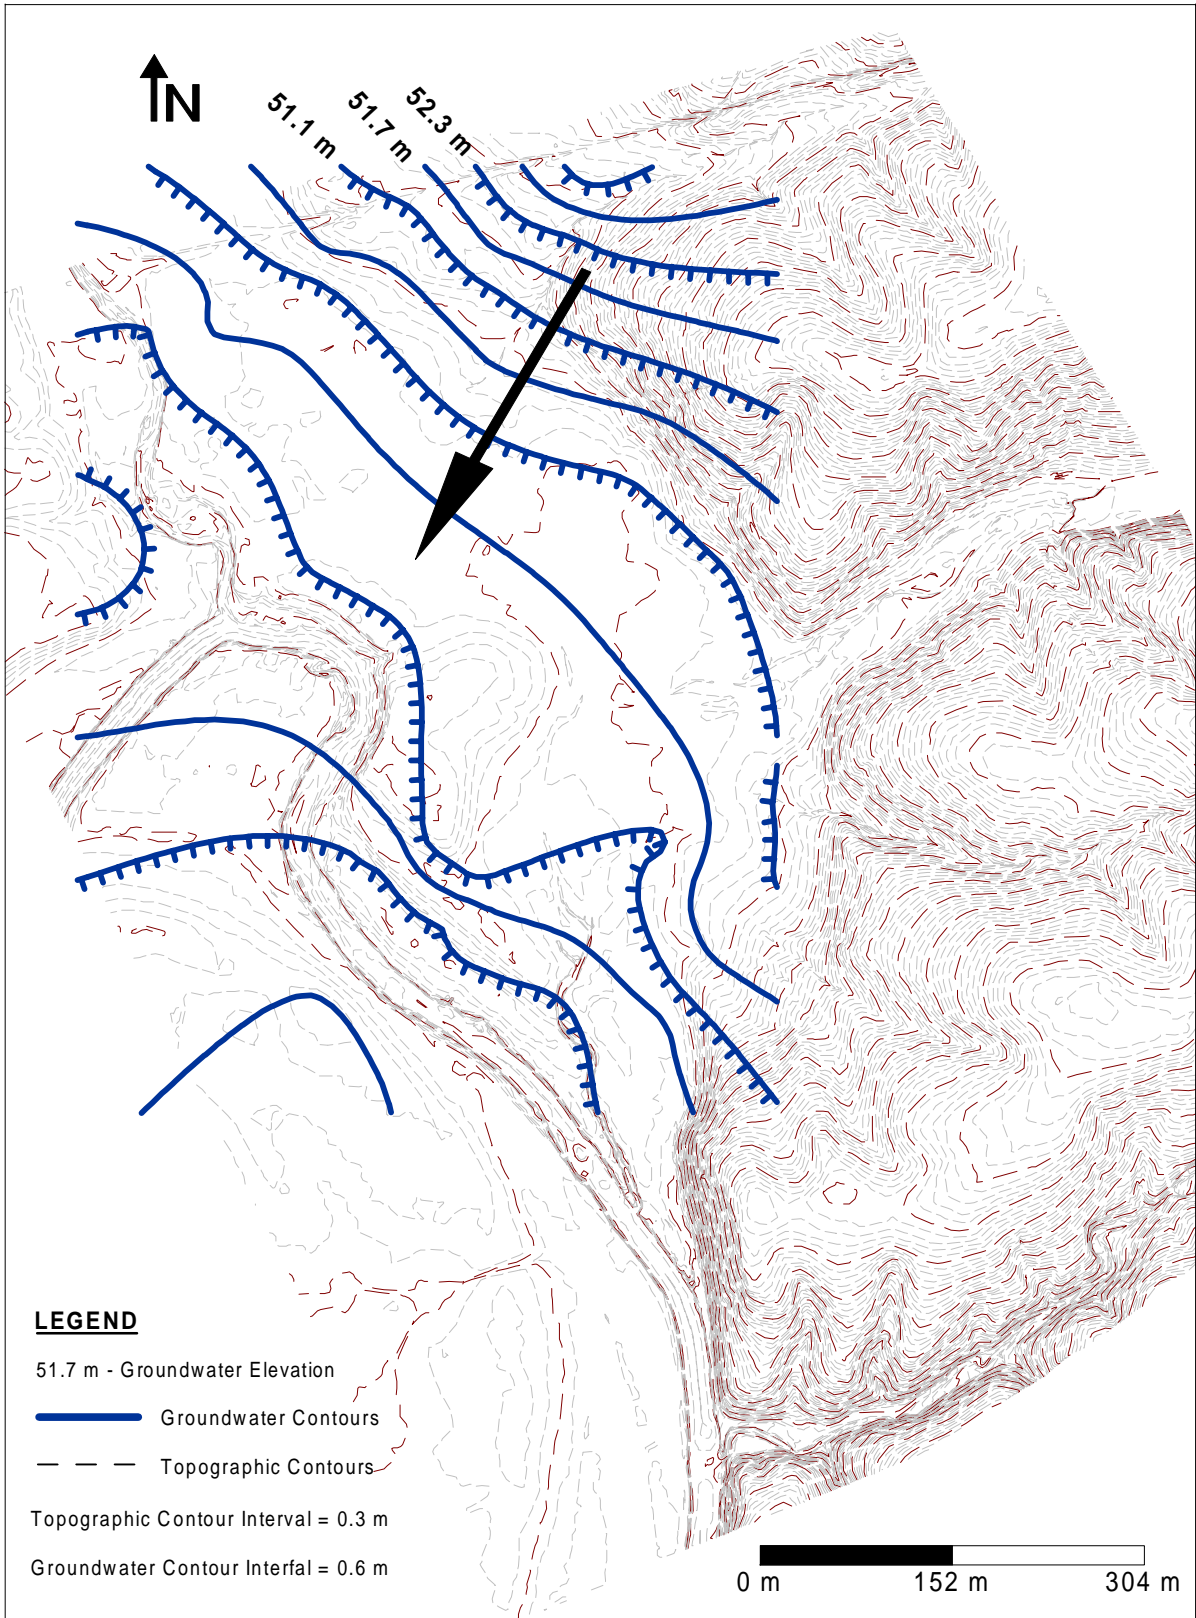 N
51.1 m
51.7 m
52.3 m
LEGEND
51.7 m - Groundwater Elevation
Groundwater Contours
Topographic Contours
Topographic Contour Interval = 0.3 m
Groundwater Contour Interfal = 0.6 m
0 m 152 m 304 m